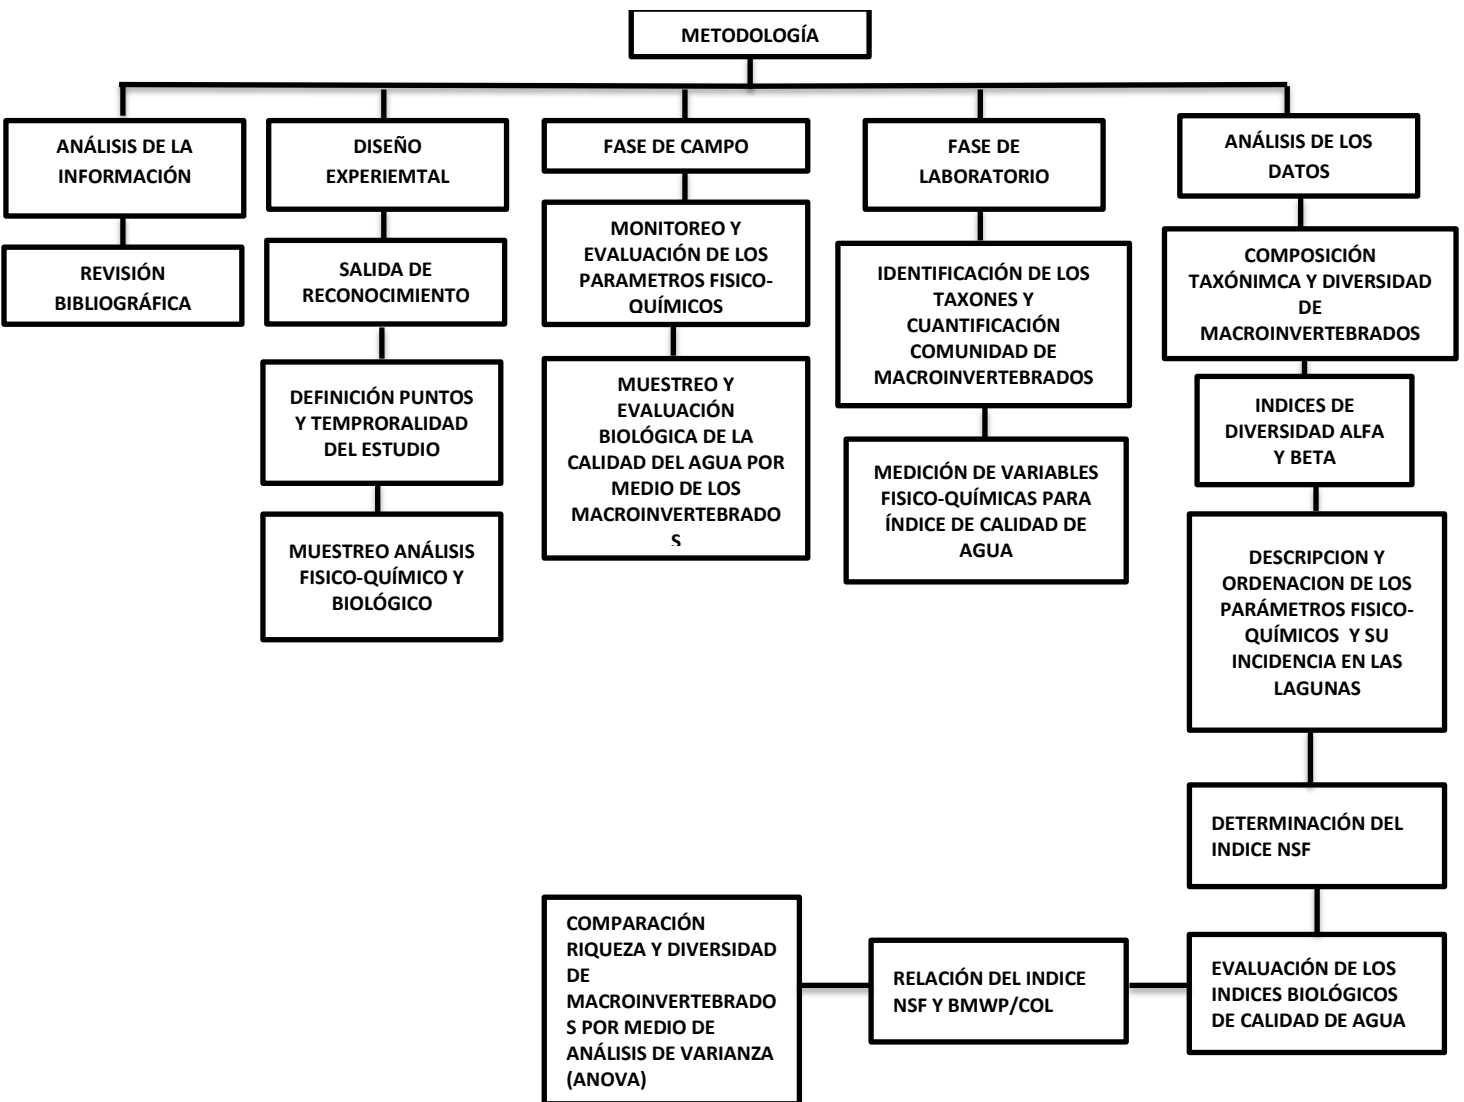 METODOLOGÍA
ANÁLISIS DE LA
INFORMACIÓN
REVISIÓN
BIBLIOGRÁFICA
DISEÑO
EXPERIEMTAL
SALIDA DE
RECONOCIMIENTO
DEFINICIÓN PUNTOS
Y TEMPRORALIDAD
DEL ESTUDIO
MUESTREO ANÁLISIS
FISICO-QUÍMICO Y
BIOLÓGICO
FASE DE CAMPO
MONITOREO Y
EVALUACIÓN DE LOS
PARAMETROS FISICO-
QUÍMICOS
MUESTREO Y
EVALUACIÓN
BIOLÓGICA DE LA
CALIDAD DEL AGUA POR
MEDIO DE LOS
MACROINVERTEBRADO
S
FASE DE
LABORATORIO
IDENTIFICACIÓN DE LOS
TAXONES Y
CUANTIFICACIÓN
COMUNIDAD DE
MACROINVERTEBRADOS
MEDICIÓN DE VARIABLES
FISICO-QUÍMICAS PARA
ÍNDICE DE CALIDAD DE
AGUA
ANÁLISIS DE LOS
DATOS
COMPOSICIÓN
TAXÓNIMCA Y DIVERSIDAD
DE
MACROINVERTEBRADOS
INDICES DE
DIVERSIDAD ALFA
Y BETA
DESCRIPCION Y
ORDENACION DE LOS
PARÁMETROS FISICO-
QUÍMICOS Y SU
INCIDENCIA EN LAS
LAGUNAS
DETERMINACIÓN DEL
INDICE NSF
EVALUACIÓN DE LOS
INDICES BIOLÓGICOS
DE CALIDAD DE AGUA
RELACIÓN DEL INDICE
NSF Y BMWP/COL
COMPARACIÓN
RIQUEZA Y DIVERSIDAD
DE
MACROINVERTEBRADO
S POR MEDIO DE
ANÁLISIS DE VARIANZA
(ANOVA)